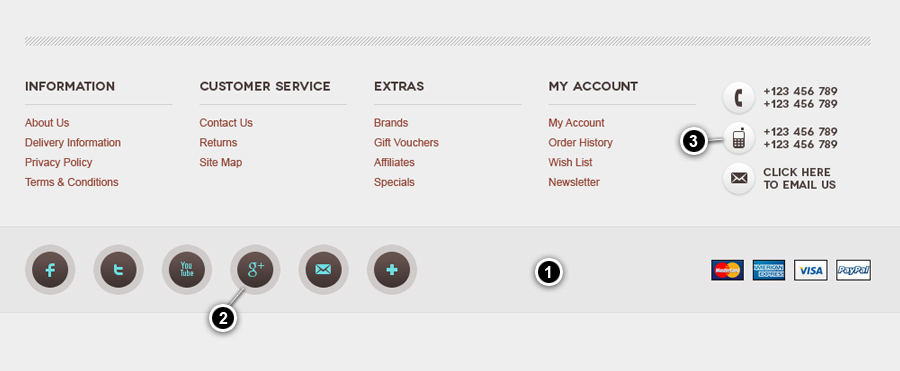 INFORMATION
About Us
Delivery Information
Privacy Policy
Terms & Conditions
CUSTOMER SERVICE
Contact Us
Returns
Site Map
EXTRAS
Brands
Gift Vouchers
Affiliates
Specials
MY ACCOUNT
My Account
Order History
Wish List
Newsletter
+123 456 789
+123 456 789
3
+123 456 789
+123 456 789
CLICK HERE
TO EMAIL US
f
t
You
Tube
g+
1
2
MasterCard
AMERICAN
EXPRESS
VISA
PayPal